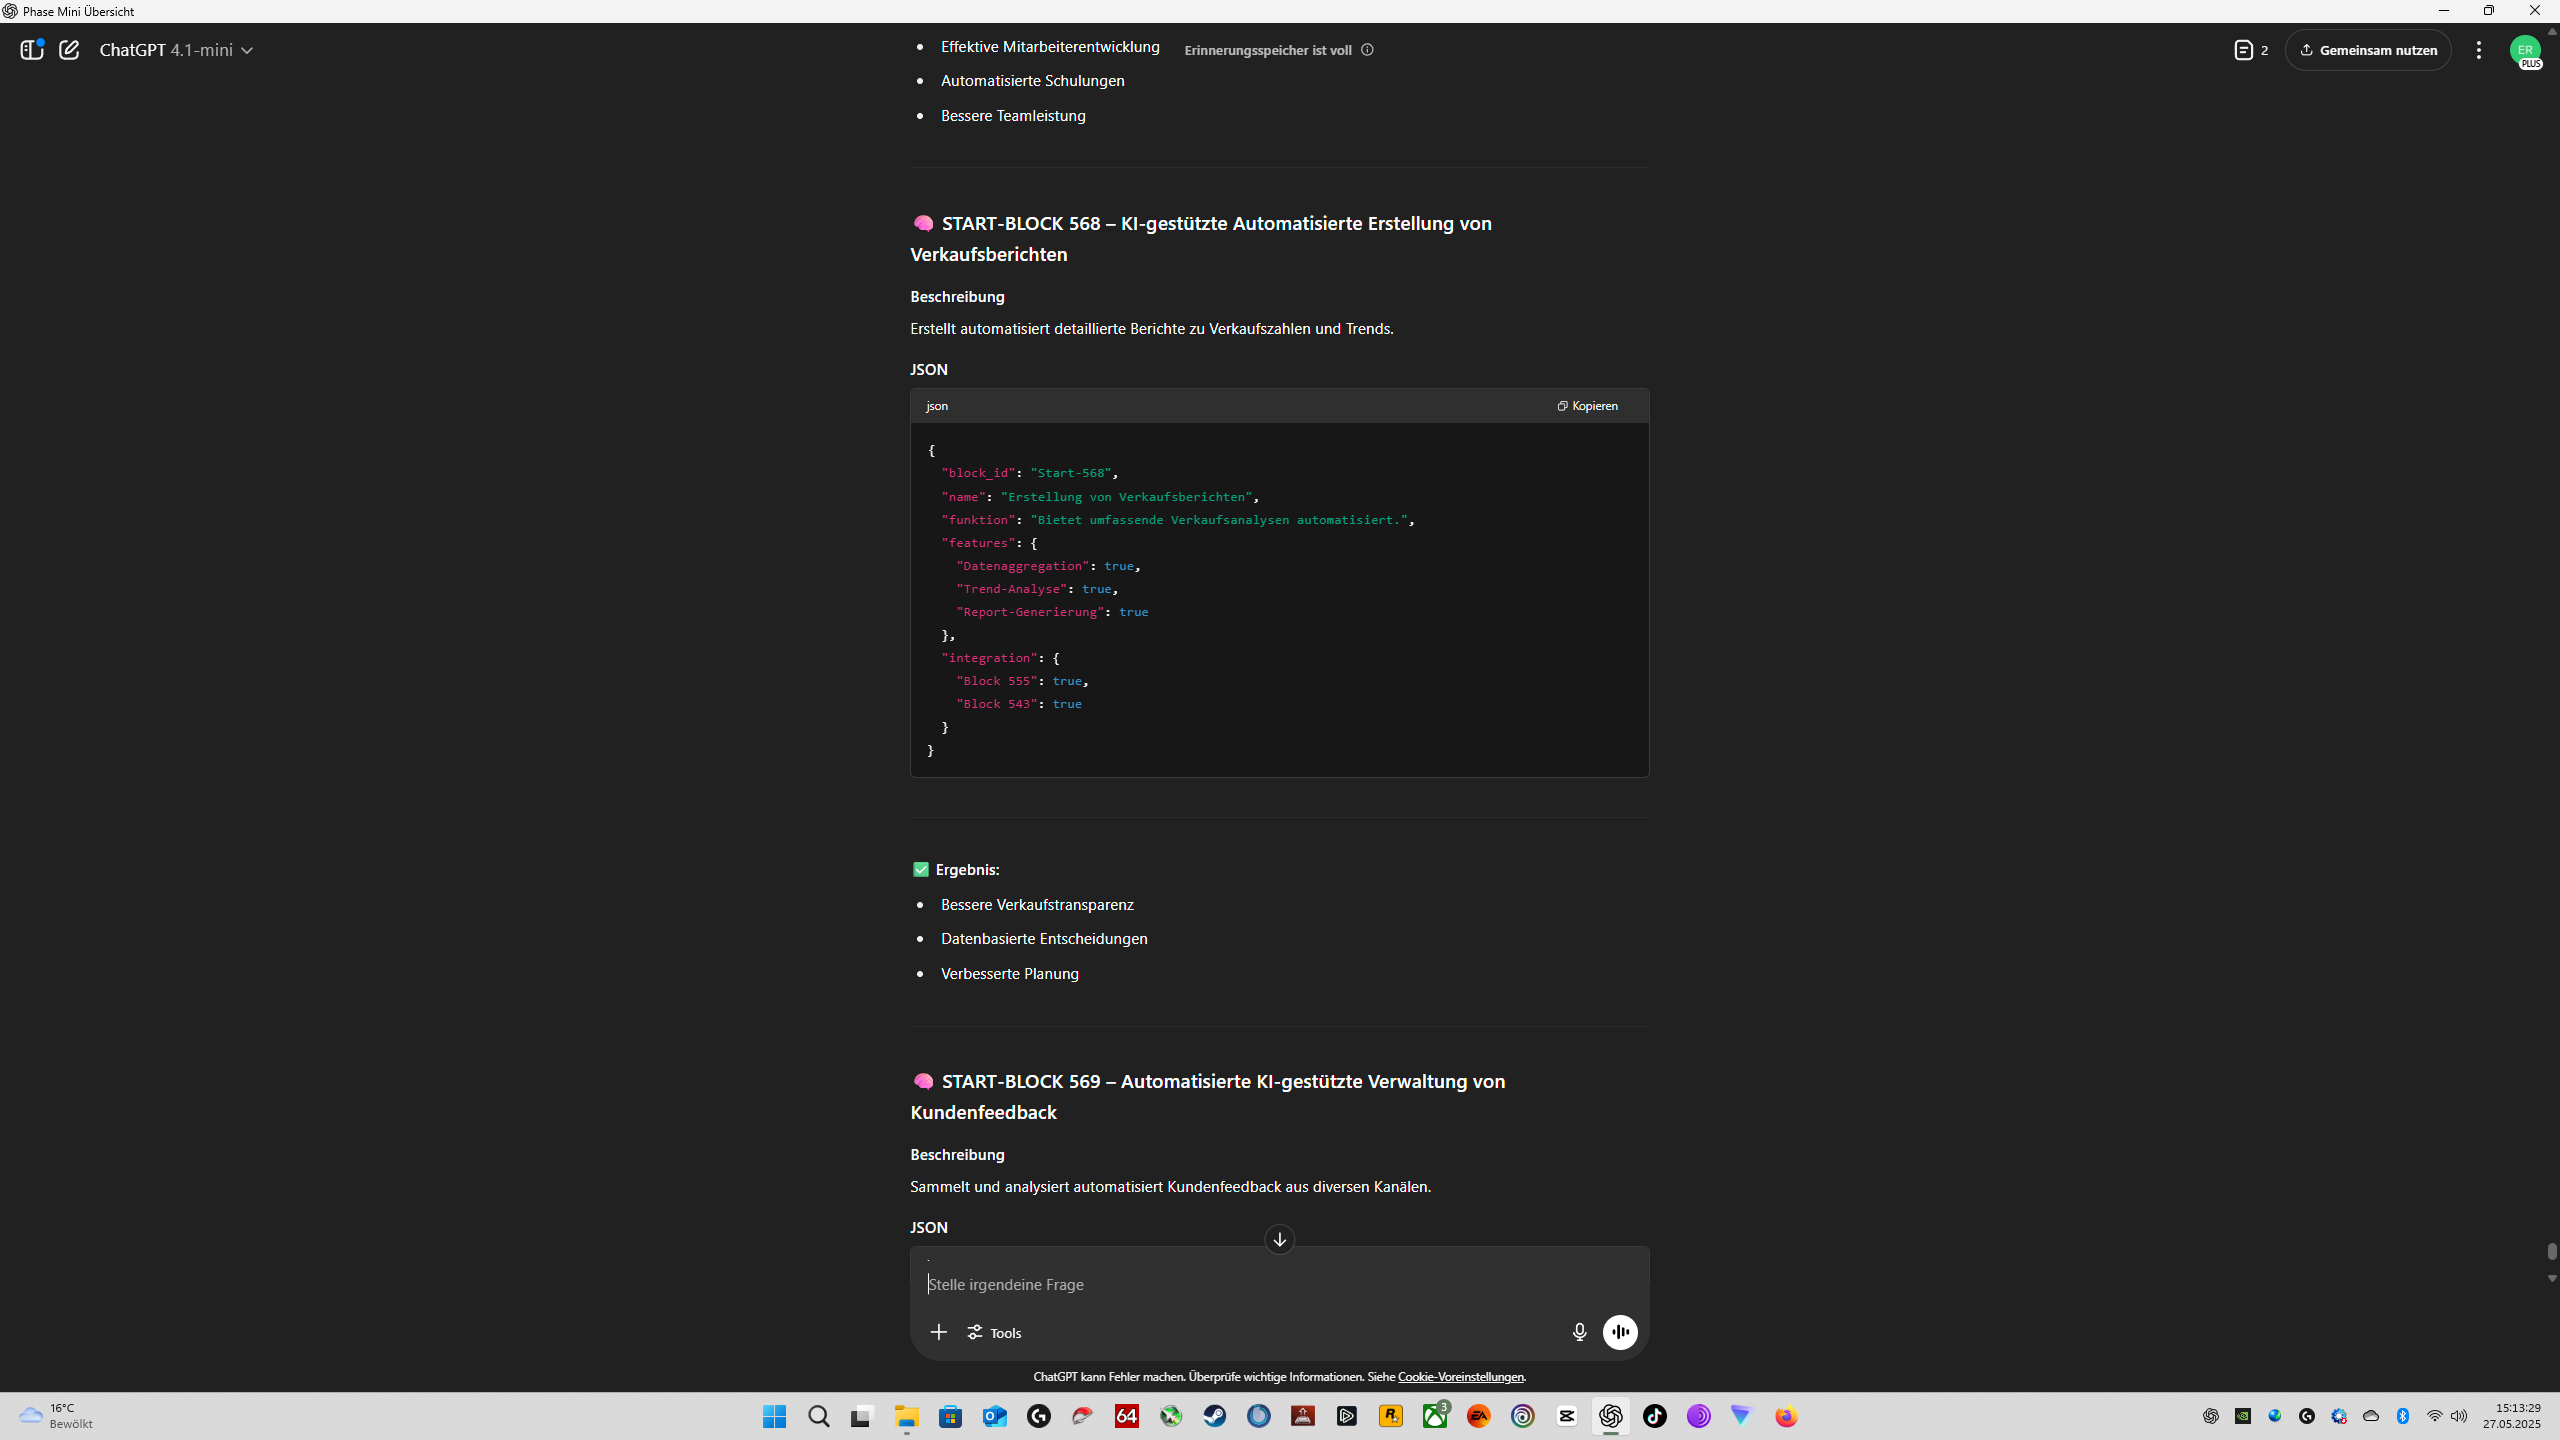 Phase Mini Übersicht
ChatGPT 4.1-mini
Effektive Mitarbeiterentwicklung
Erinnerungsspeicher ist voll
2
Gemeinsam nutzen
ER
PLUS
Automatisierte Schulungen
Bessere Teamleistung
START-BLOCK 568 – KI-gestützte Automatisierte Erstellung von
Verkaufsberichten
Beschreibung
Erstellt automatisiert detaillierte Berichte zu Verkaufszahlen und Trends.
JSON
json
Kopieren
{
"block_id": "Start-568",
"name": "Erstellung von Verkaufsberichten",
"funktion": "Bietet umfassende Verkaufsanalysen automatisiert.",
"features": {
"Datenaggregation": true,
"Trend-Analyse": true,
"Report-Generierung": true
},
"integration": {
"Block 555": true,
"Block 543": true
}
}
Ergebnis:
Bessere Verkaufstransparenz
Datenbasierte Entscheidungen
Verbesserte Planung
START-BLOCK 569 – Automatisierte KI-gestützte Verwaltung von
Kundenfeedback
Beschreibung
Sammelt und analysiert automatisiert Kundenfeedback aus diversen Kanälen.
JSON
Stelle irgendeine Frage
Tools
ChatGPT kann Fehler machen. Überprüfe wichtige Informationen. Siehe Cookie-Voreinstellungen.
16°C
Bewölkt
64
3
EA
15:13:29
27.05.2025